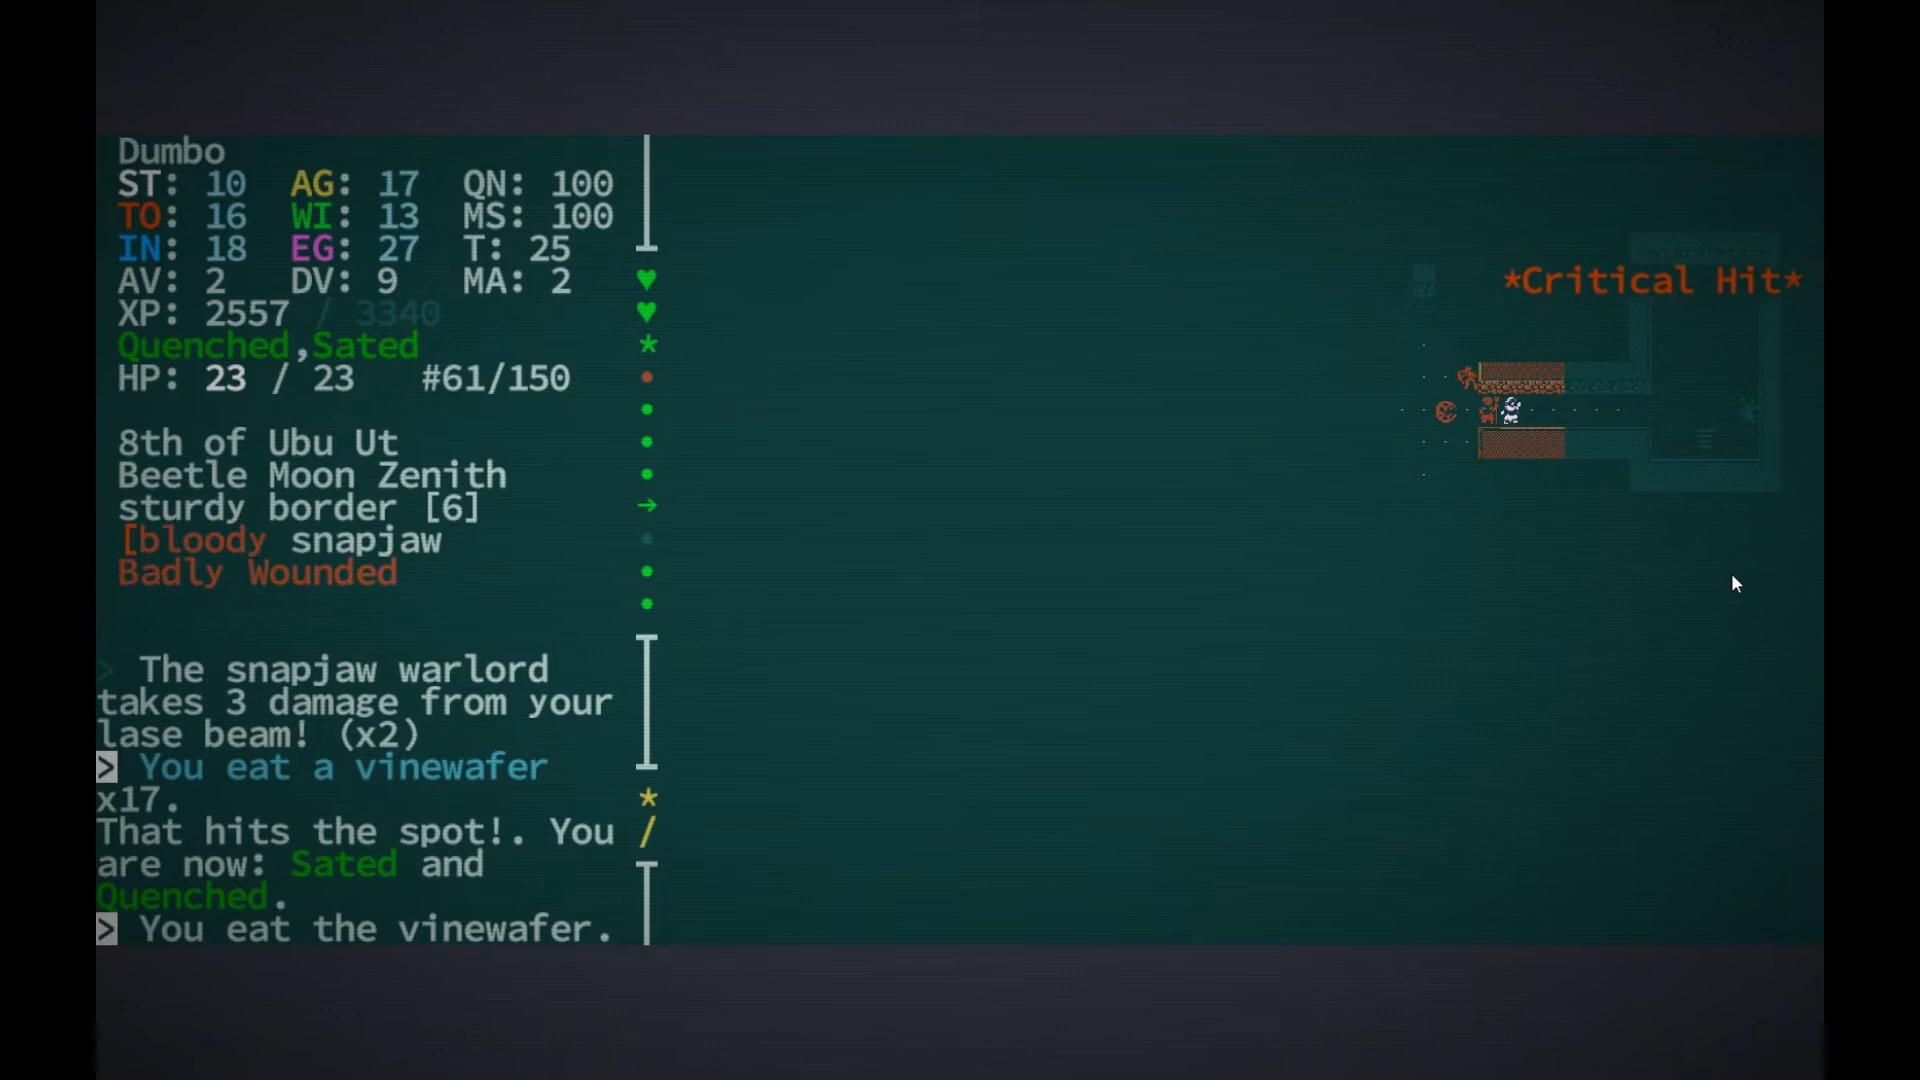 Dumbo
ST: 10 AG: 17 QN: 100
TO: 16 WI: 13 MS: 100
IN: 18 EG: 27 T: 25
AV: 2 DV: 9 MA: 2
XP: 2557 / 3340
Quenched,Sated
HP: 23 / 23 #61/150
8th of Ubu Ut
Beetle Moon Zenith
sturdy border [6]
[bloody snapjaw
Badly Wounded
> The snapjaw warlord
takes 3 damage from your
lase beam! (x2)
> You eat a vinewafer
x17.
That hits the spot!. You
are now: Sated and
Quenched.
> You eat the vinewafer.
*Critical Hit*